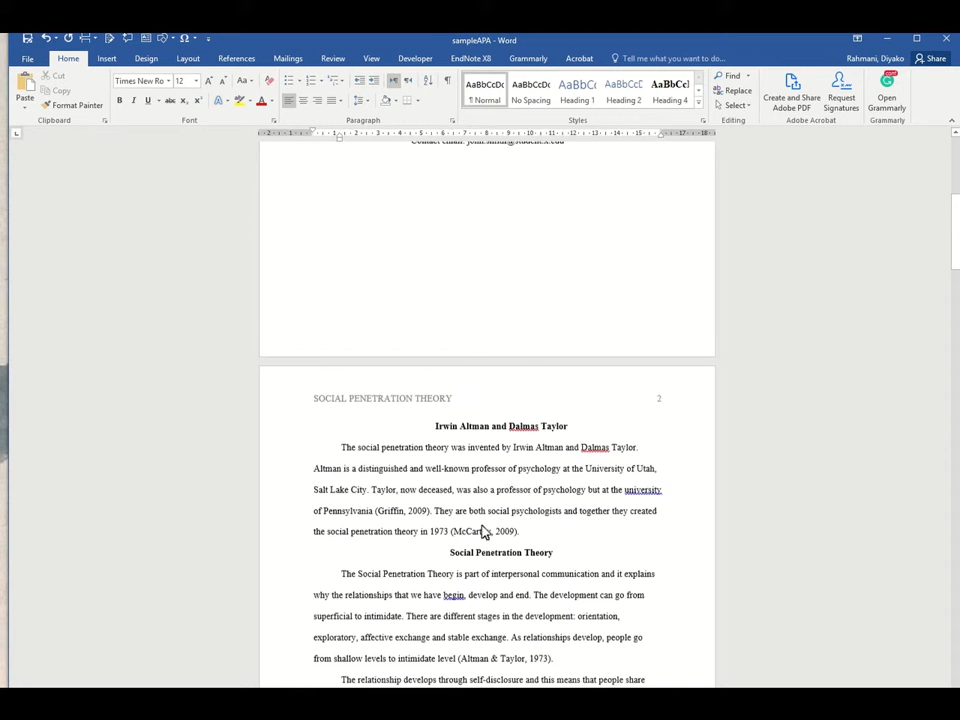 sampleAPA - Word
File Home Insert Design Layout References Mailings Review View Developer EndNote X8 Grammarly Acrobat Tell me what you want to do... Rahmani, Diyako Share
Paste
Cut
Copy
Format Painter
Clipboard
Times New Ro 12
Font
Paragraph
AaBbCcDc AaBbCcDc AaBbCc AaBbCcD AaBbCcI
¶ Normal No Spacing Heading 1 Heading 2 Heading 4
Styles
Find
Replace
Select
Editing
Create and Share
Adobe PDF
Request
Signatures
Adobe Acrobat
Open
Grammarly
Grammarly
Contact email: john.smith@student.x.edu
SOCIAL PENETRATION THEORY 2
Irwin Altman and Dalmas Taylor
The social penetration theory was invented by Irwin Altman and Dalmas Taylor.
Altman is a distinguished and well-known professor of psychology at the University of Utah,
Salt Lake City. Taylor, now deceased, was also a professor of psychology but at the university
of Pennsylvania (Griffin, 2009). They are both social psychologists and together they created
the social penetration theory in 1973 2009).
Social Penetration Theory
The Social Penetration Theory is part of interpersonal communication and it explains
why the relationships that we have begin, develop and end. The development can go from
superficial to intimidate. There are different stages in the development: orientation,
exploratory, affective exchange and stable exchange. As relationships develop, people go
from shallow levels to intimidate level (Altman & Taylor, 1973).
The relationship develops through self-disclosure and this means that people share